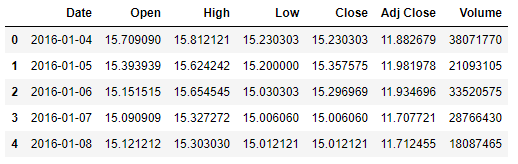 Date Open High Low Close Adj Close Volume
0 2016-01-04 15.709090 15.812121 15.230303 15.230303 11.882679 38071770
1 2016-01-05 15.393939 15.624242 15.200000 15.357575 11.981978 21093105
2 2016-01-06 15.151515 15.654545 15.030303 15.296969 11.934696 33520575
3 2016-01-07 15.090909 15.327272 15.006060 15.006060 11.707721 28766430
4 2016-01-08 15.121212 15.303030 15.012121 15.012121 11.712455 18087465